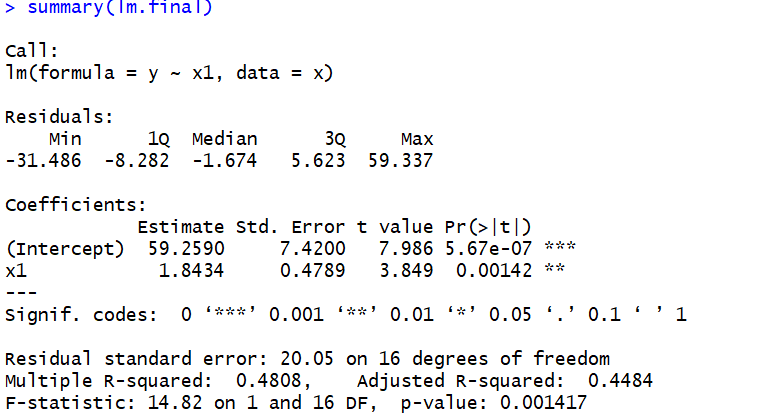 > summary(lm.final)
Call:
lm(formula = y ~ x1, data = x)
Residuals:
    Min      1Q  Median      3Q     Max
-31.486  -8.282  -1.674   5.623  59.337
Coefficients:
            Estimate Std. Error t value Pr(>|t|)
(Intercept)  59.2590     7.4200   7.986 5.67e-07 ***
x1            1.8434     0.4789   3.849  0.00142 **
---
Signif. codes:  0 ‘***’ 0.001 ‘**’ 0.01 ‘*’ 0.05 ‘.’ 0.1 ‘ ’ 1
Residual standard error: 20.05 on 16 degrees of freedom
Multiple R-squared:  0.4808,    Adjusted R-squared:  0.4484
F-statistic: 14.82 on 1 and 16 DF,  p-value: 0.001417